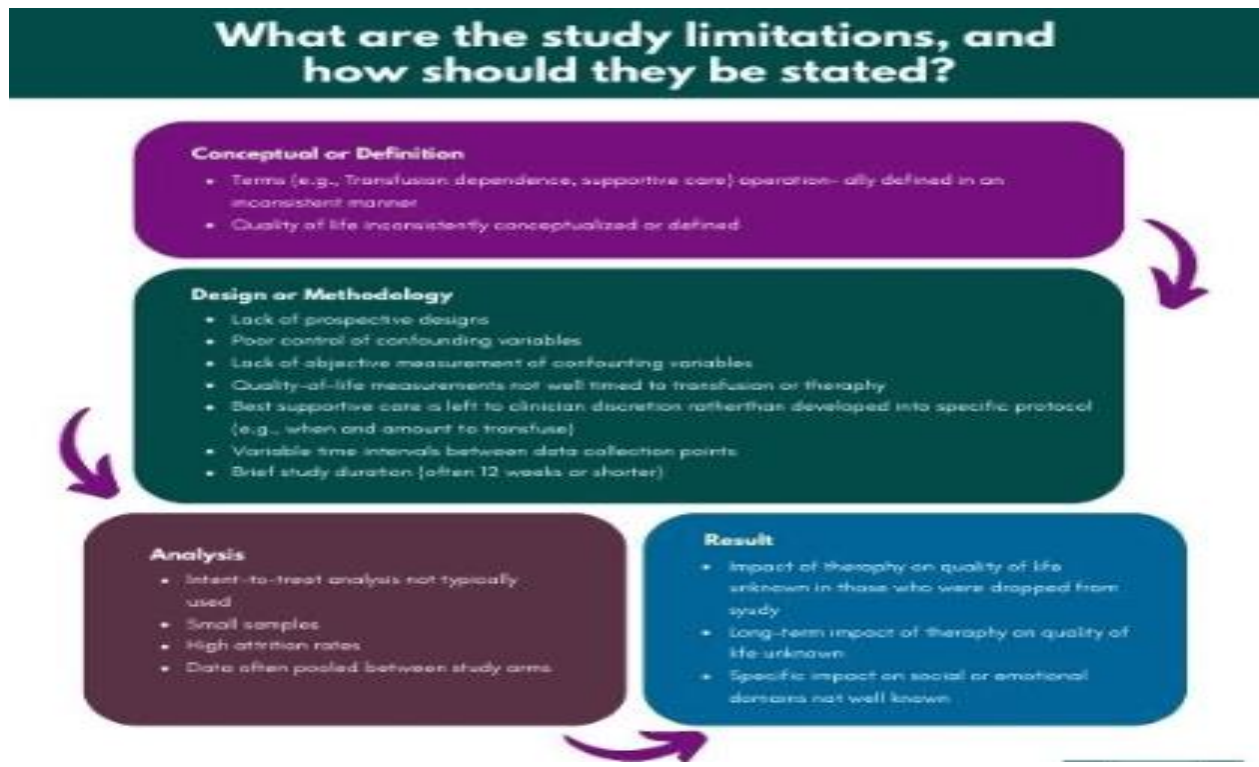 What are the study limitations, and
how should they be stated?
Conceptual or Definition
• Terms (e.g., Transfusion dependence, supportive care) operation- ally defined in an
inconsistent manner
• Quality of life inconsistently conceptualized or defined
Design or Methodology
• Lack of prospective designs
• Poor control of confounding variables
• Lack of objective measurement of confounting variables
• Quality-of-life measurements not well timed to transfusion or theraphy
• Best supportive care is left to clinician discretion ratherthan developed into specific protocol
(e.g., when and amount to transfuse)
• Variable time intervals between data collection points
• Brief study duration (often 12 weeks or shorter)
Analysis
• Intent-to-treat analysis not typically
used
• Small samples
• High attrition rates
• Data often pooled between study arms
Result
• Impact of theraphy on quality of life
unknown in those who were dropped from
syudy
• Long-term impact of theraphy on quality of
life unknown
• Specific impact on social or emotional
domains not well known